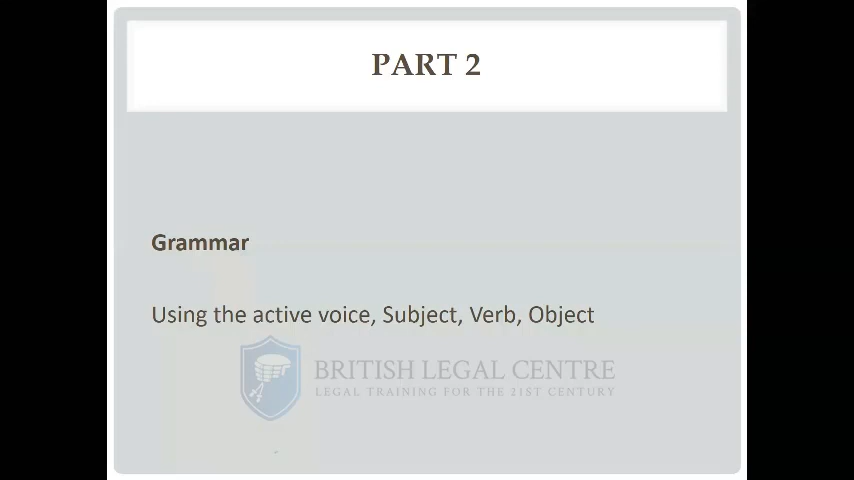 PART 2
Grammar
Using the active voice, Subject, Verb, Object
BRITISH LEGAL CENTRE
LEGAL TRAINING FOR THE 21ST CENTURY